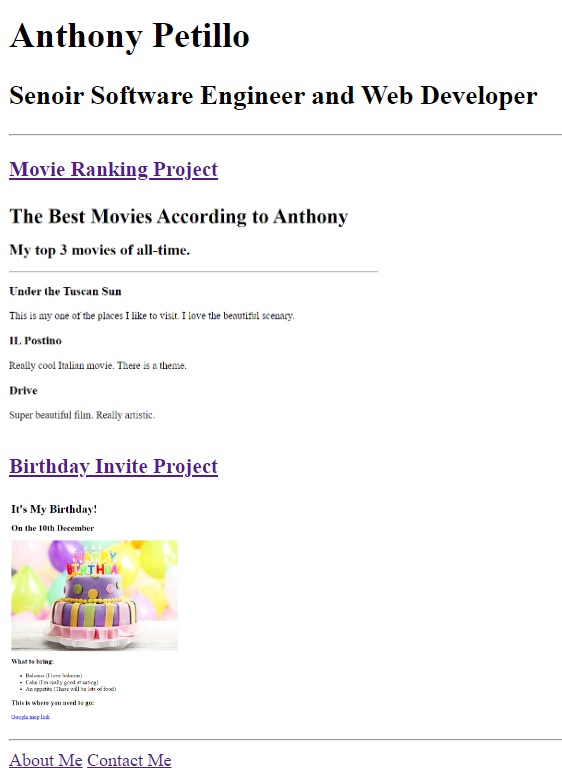 Anthony Petillo
Senoir Software Engineer and Web Developer
Movie Ranking Project
The Best Movies According to Anthony
My top 3 movies of all-time.
Under the Tuscan Sun
This is my one of the places I like to visit. I love the beautiful scenary.
IL Postino
Really cool Italian movie. There is a theme.
Drive
Super beautiful film. Really artistic.
Birthday Invite Project
It's My Birthday!
On the 10th December
HAPPY
BIRTHDAY
What to bring:
Baloons (I love baloons)
Cake (I'm really good at eating)
An appetite (There will be lots of food)
This is where you need to go:
Google map link
About Me Contact Me